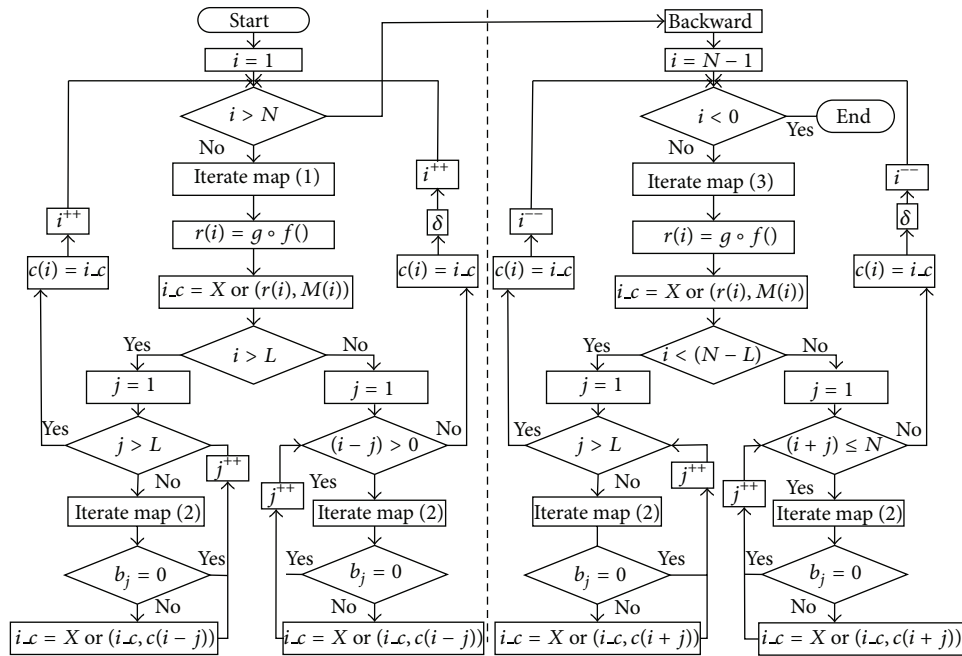 Start
i = 1
i > N
No
Iterate map (1)
r(i) = g ∘ f()
i_c = X or (r(i), M(i))
i > L
Yes
No
i++
c(i) = i_c
i++
δ
c(i) = i_c
j = 1
j = 1
Yes
j > L
(i − j) > 0
No
No
j++
j++
Yes
Iterate map (2)
Iterate map (2)
b_j = 0
Yes
Yes
b_j = 0
No
No
i_c = X or (i_c, c(i − j))
i_c = X or (i_c, c(i − j))
Backward
i = N − 1
i < 0
End
Yes
No
Iterate map (3)
r(i) = g ∘ f()
i_c = X or (r(i), M(i))
i < (N − L)
Yes
No
i−−
c(i) = i_c
i−−
δ
c(i) = i_c
j = 1
j = 1
Yes
j > L
(i + j) ≤ N
No
No
j++
j++
Yes
Iterate map (2)
Iterate map (2)
b_j = 0
Yes
Yes
b_j = 0
No
No
i_c = X or (i_c, c(i + j))
i_c = X or (i_c, c(i + j))